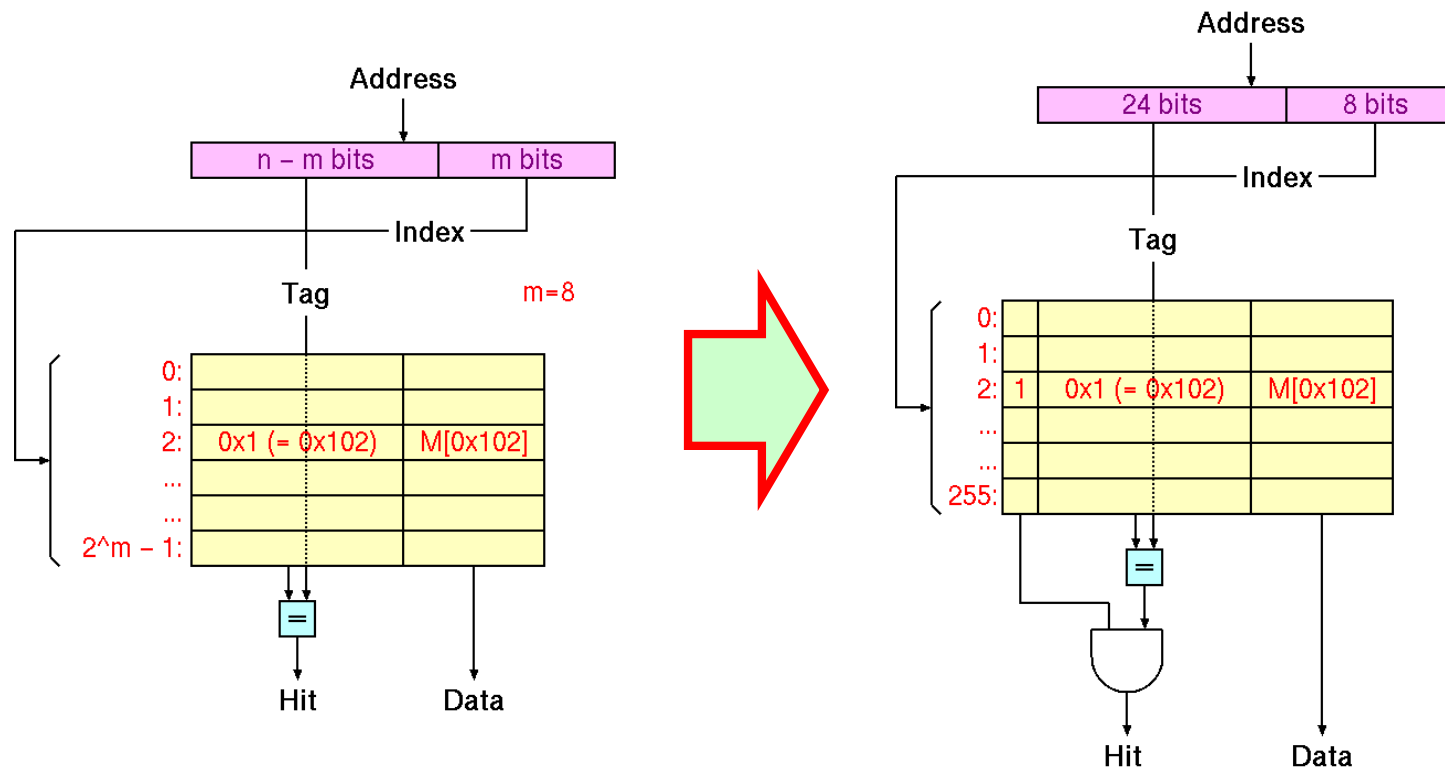 Address
n – m bits
m bits
Index
Tag
m=8
0:
1:
2:
0x1 (= 0x102)
M[0x102]
...
...
2^m – 1:
=
Hit
Data
Address
24 bits
8 bits
Index
Tag
0:
1:
2:
1
0x1 (= 0x102)
M[0x102]
...
...
255:
=
Hit
Data